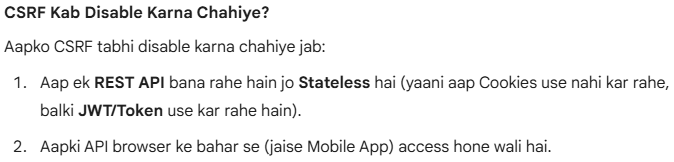 CSRF Kab Disable Karna Chahiye?
Aapko CSRF tabhi disable karna chahiye jab:
1. Aap ek REST API bana rahe hain jo Stateless hai (yaani aap Cookies use nahi kar rahe,
balki JWT/Token use kar rahe hain).
2. Aapki API browser ke bahar se (jaise Mobile App) access hone wali hai.